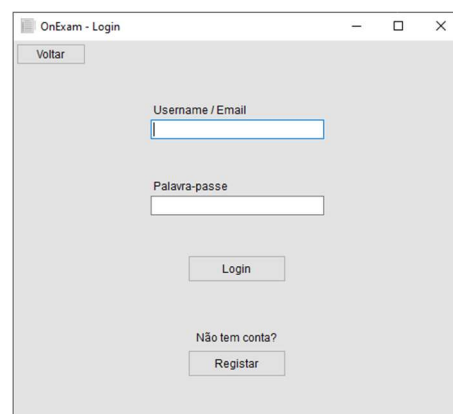 OnExam - Login
Voltar
Username / Email
Palavra-passe
Login
Não tem conta?
Registar